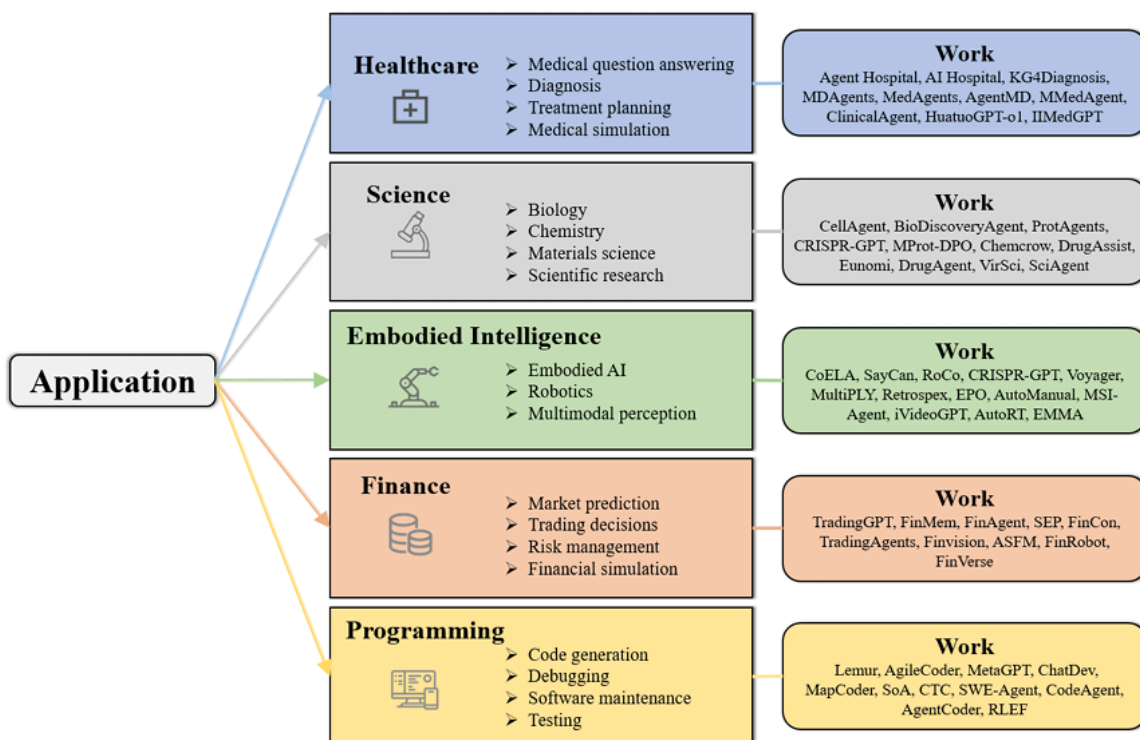 Application
Healthcare
Medical question answering
Diagnosis
Treatment planning
Medical simulation
Work
Agent Hospital, AI Hospital, KG4Diagnosis,
MDAgents, MedAgents, AgentMD, MMedAgent,
ClinicalAgent, HuatuoGPT-o1, IIMedGPT
Science
Biology
Chemistry
Materials science
Scientific research
Work
CellAgent, BioDiscoveryAgent, ProtAgents,
CRISPR-GPT, MProt-DPO, Chemcrow, DrugAssist,
Eunomi, DrugAgent, VirSci, SciAgent
Embodied Intelligence
Embodied AI
Robotics
Multimodal perception
Work
CoELA, SayCan, RoCo, CRISPR-GPT, Voyager,
MultiPLY, Retrospex, EPO, AutoManual, MSI-
Agent, iVideoGPT, AutoRT, EMMA
Finance
Market prediction
Trading decisions
Risk management
Financial simulation
Work
TradingGPT, FinMem, FinAgent, SEP, FinCon,
TradingAgents, Finvision, ASFM, FinRobot,
FinVerse
Programming
Code generation
Debugging
Software maintenance
Testing
Work
Lemur, AgileCoder, MetaGPT, ChatDev,
MapCoder, SoA, CTC, SWE-Agent, CodeAgent,
AgentCoder, RLEF